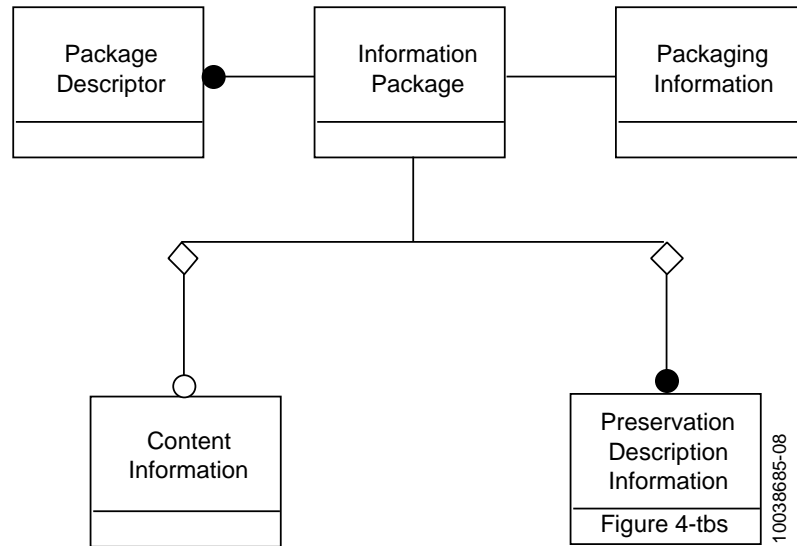 Package
Descriptor
Information
Package
Packaging
Information
Content
Information
Preservation
Description
Information
Figure 4-tbs
10038685-08